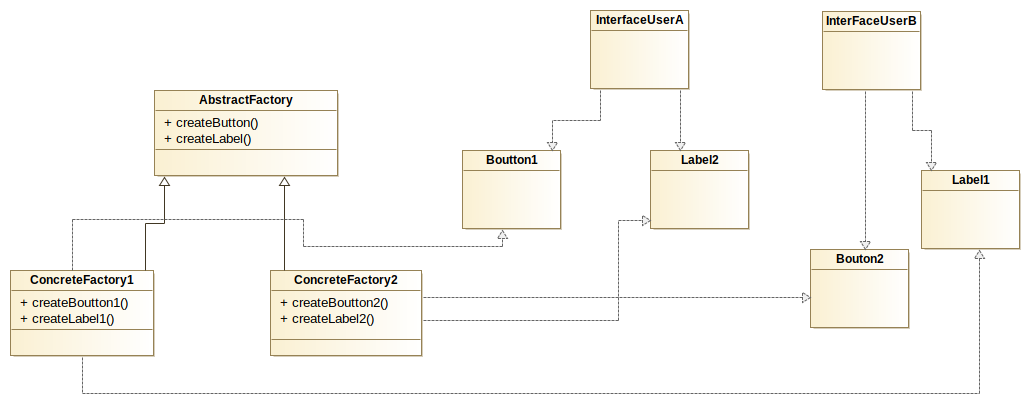 InterfaceUserA
InterFaceUserB
AbstractFactory
+ createButton()
+ createLabel()
Boutton1
Label2
Label1
Bouton2
ConcreteFactory1
+ createBoutton1()
+ createLabel1()
ConcreteFactory2
+ createBoutton2()
+ createLabel2()